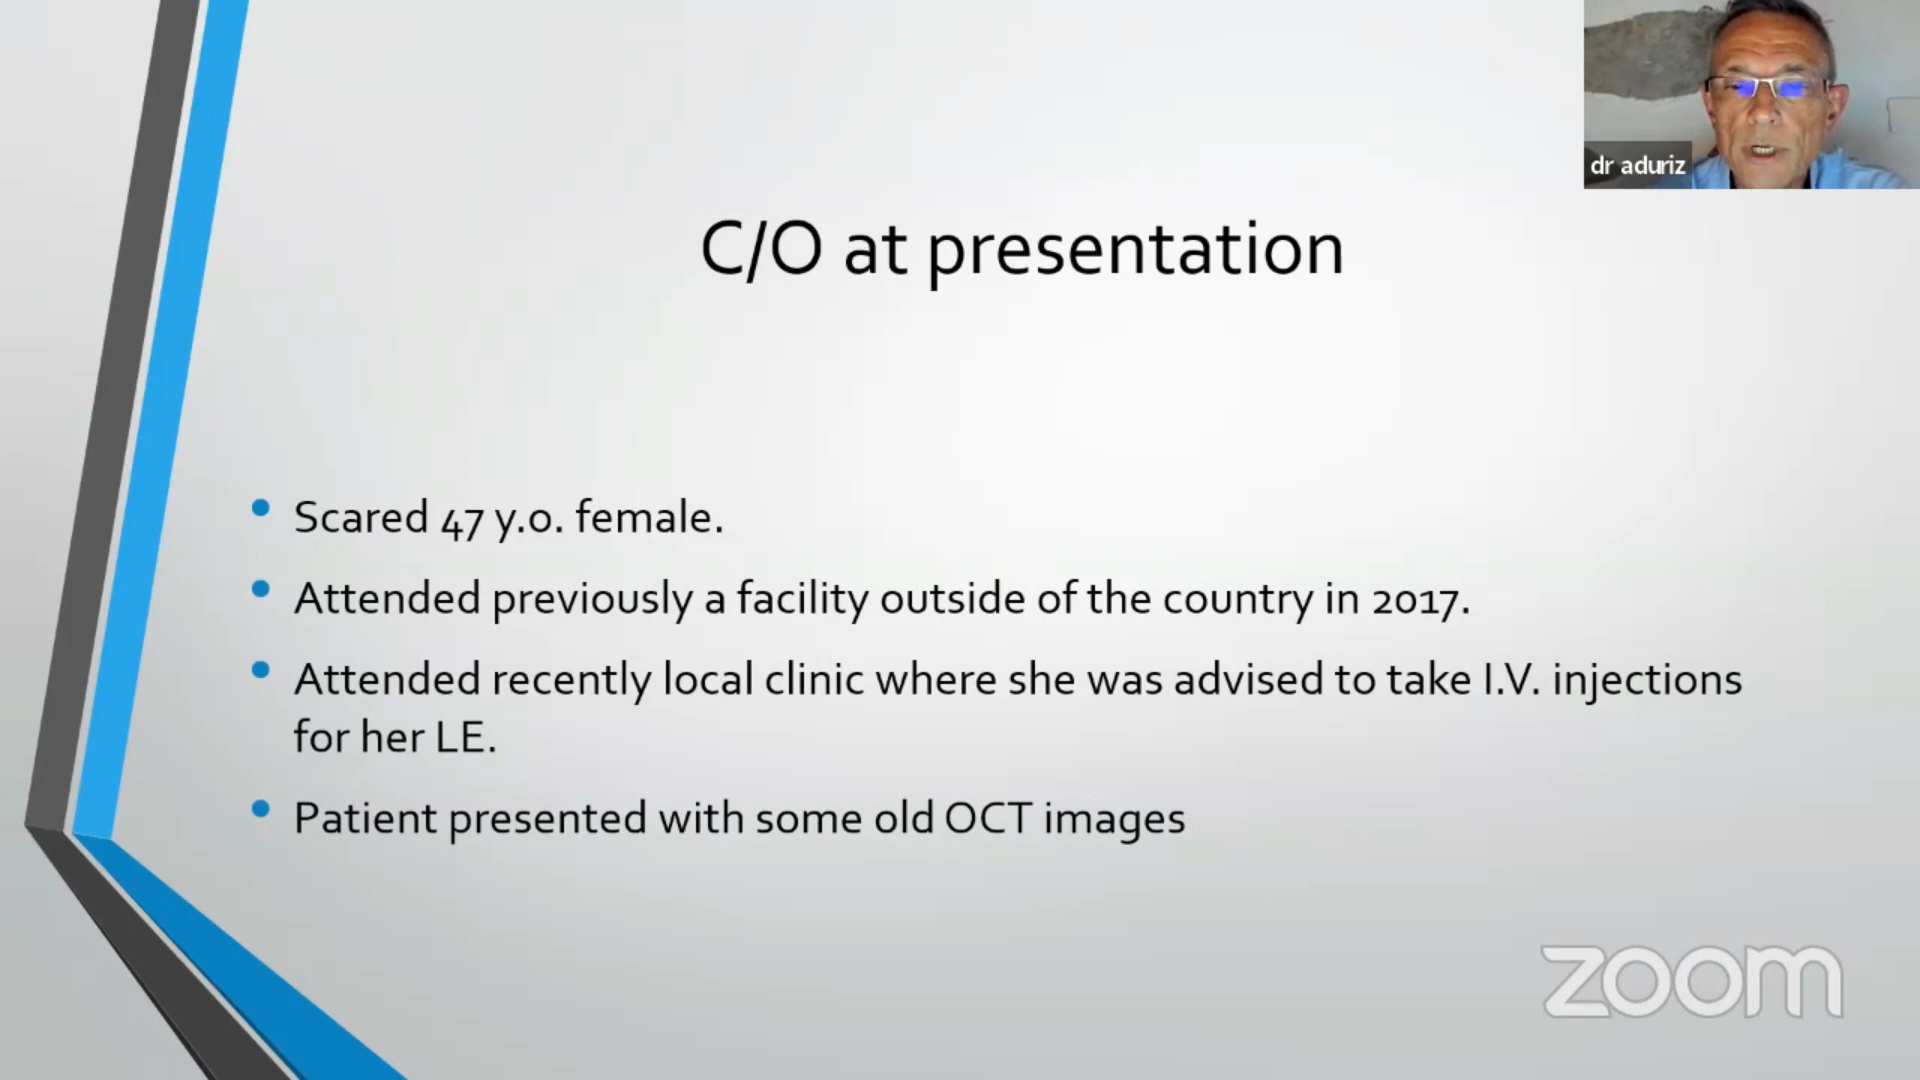 dr aduriz
C/O at presentation
Scared 47 y.o. female.
Attended previously a facility outside of the country in 2017.
Attended recently local clinic where she was advised to take I.V. injections
for her LE.
Patient presented with some old OCT images
zoom